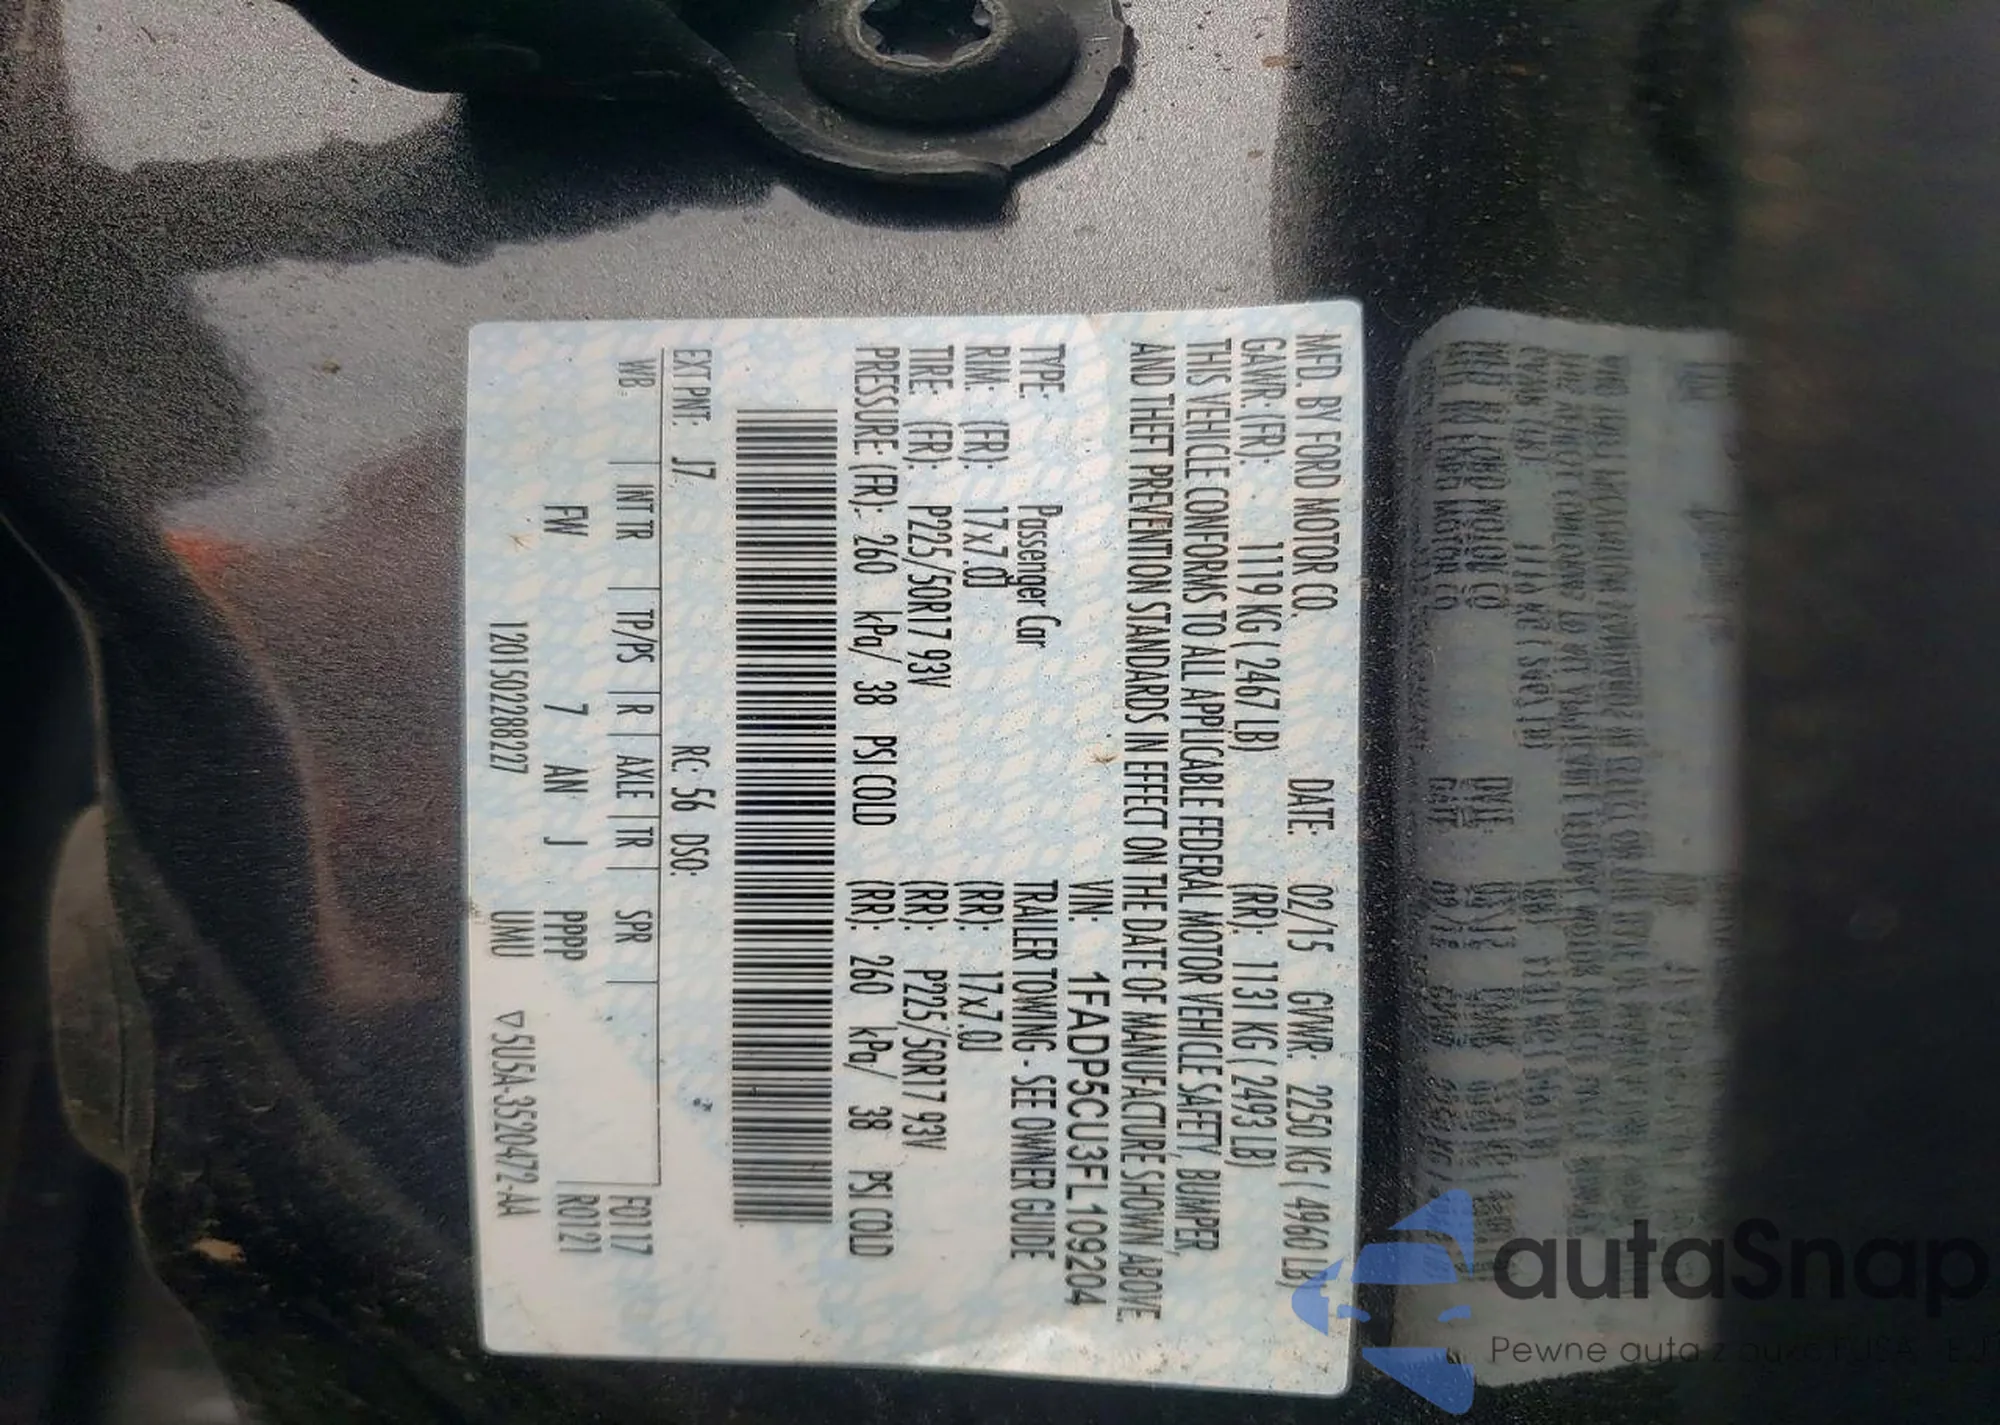 MFD. BY FORD MOTOR CO. DATE: 02/15 GVWR: 2250 KG ( 4960 LB)
GAWR: (FR): 1119 KG ( 2467 LB) (RR): 1131 KG ( 2493 LB)
THIS VEHICLE CONFORMS TO ALL APPLICABLE FEDERAL MOTOR VEHICLE SAFETY, BUMPER,
AND THEFT PREVENTION STANDARDS IN EFFECT ON THE DATE OF MANUFACTURE SHOWN ABOVE.
VIN: 1FADP5CU3FL109204
TYPE: Passenger Car TRAILER TOWING - SEE OWNER GUIDE
RIM: (FR): 17x7.0J (RR): 17x7.0J
TIRE: (FR): P225/50R17 93V (RR): P225/50R17 93V
PRESSURE: (FR): 260 kPa/ 38 PSI COLD (RR): 260 kPa/ 38 PSI COLD
EXT PNT: J7 RC: 56 DSO:
WB INT TR TP/PS R AXLE TR SPR F0117
FW 7 AN J PPPP R0121
1201502288227 UMU ▽5U5A-3520472-AA
autaSnap
Pewne auta z aukcji USA